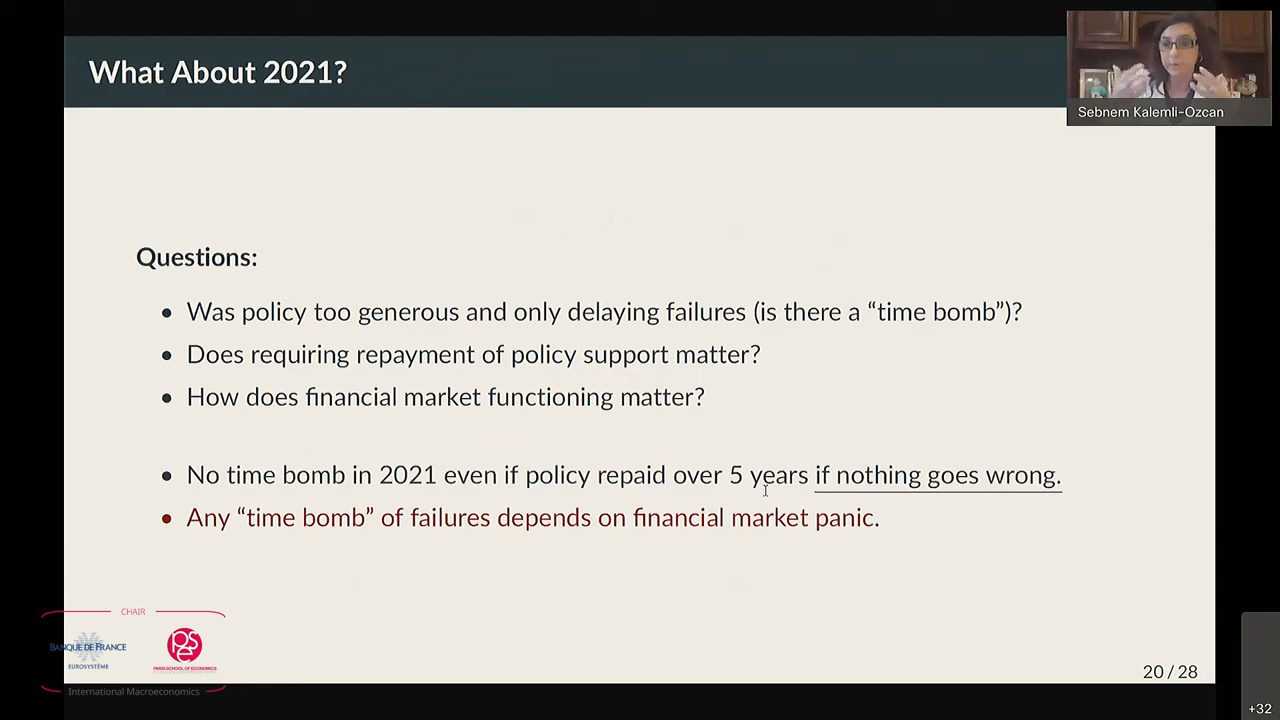 What About 2021?
Sebnem Kalemli-Ozcan
Questions:
• Was policy too generous and only delaying failures (is there a “time bomb”)?
• Does requiring repayment of policy support matter?
• How does financial market functioning matter?
• No time bomb in 2021 even if policy repaid over 5 years if nothing goes wrong.
• Any “time bomb” of failures depends on financial market panic.
CHAIR
BANQUE DE FRANCE
EUROSYSTÈME
PSE
PARIS SCHOOL OF ECONOMICS
International Macroeconomics
20 / 28
+32